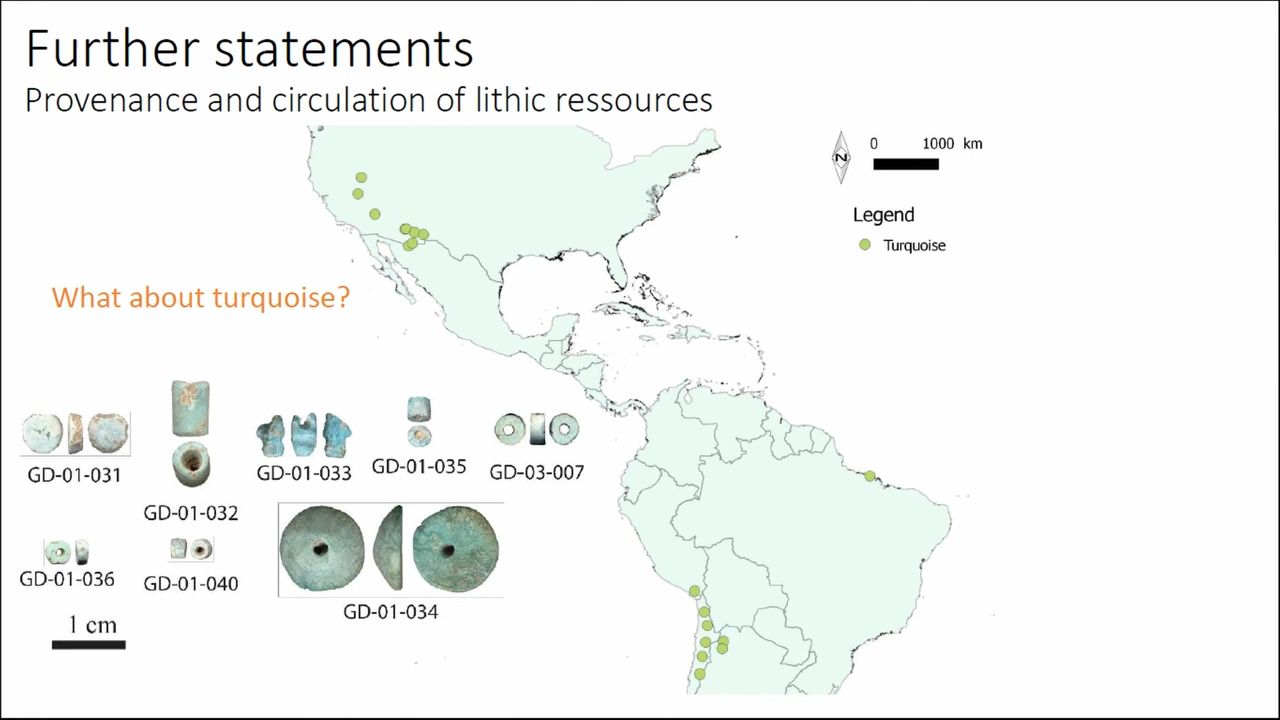 Further statements
Provenance and circulation of lithic ressources
N
0 1000 km
Legend
Turquoise
What about turquoise?
GD-01-031
GD-01-032
GD-01-033
GD-01-035
GD-03-007
GD-01-036
GD-01-040
GD-01-034
1 cm